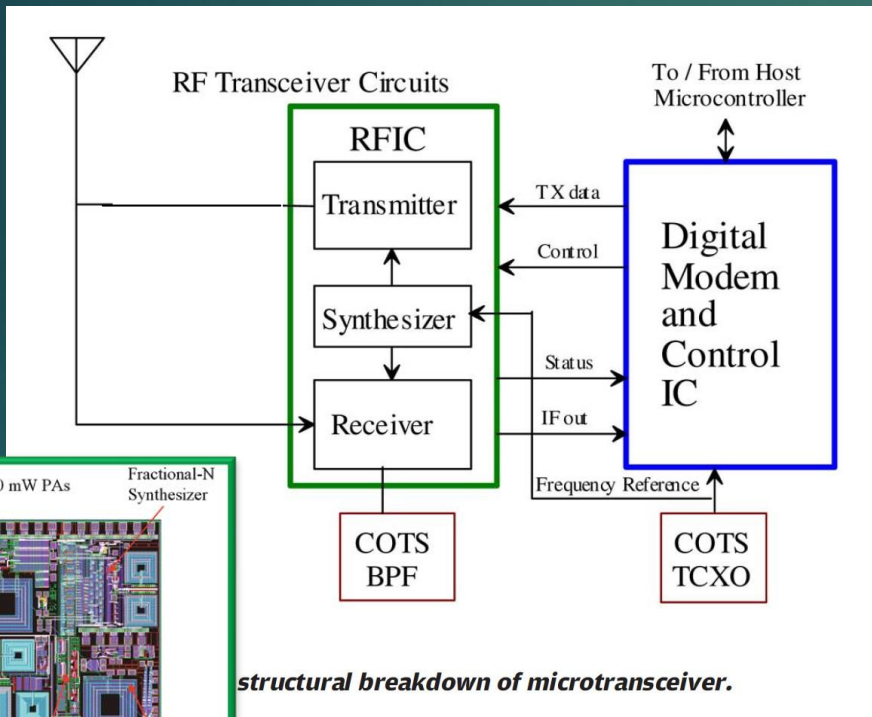 RF Transceiver Circuits
To / From Host
Microcontroller
RFIC
Transmitter
Synthesizer
Receiver
TX data
Control
Status
IF out
Frequency Reference
Digital
Modem
and
Control
IC
COTS
BPF
COTS
TCXO
mW PAs
Fractional-N
Synthesizer
structural breakdown of microtransceiver.